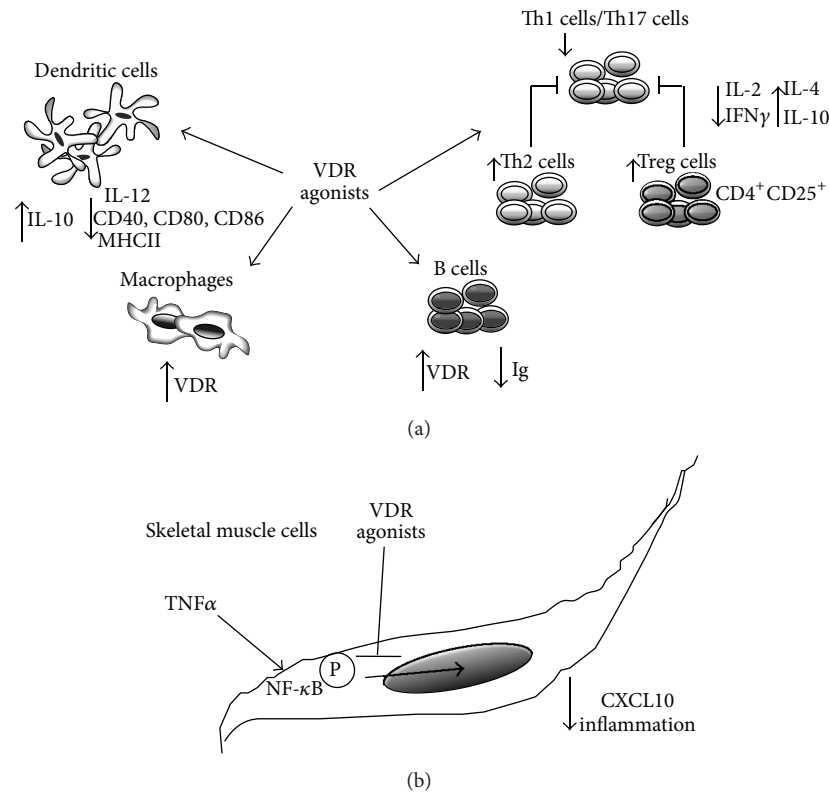 Th1 cells/Th17 cells
Dendritic cells
IL-2 IL-4
IFNγ IL-10
VDR
agonists
Th2 cells
Treg cells
CD4⁺CD25⁺
IL-10
IL-12
CD40, CD80, CD86
MHCII
Macrophages
B cells
VDR
VDR
Ig
(a)
VDR
agonists
Skeletal muscle cells
TNFα
P
NF-κB
CXCL10
inflammation
(b)